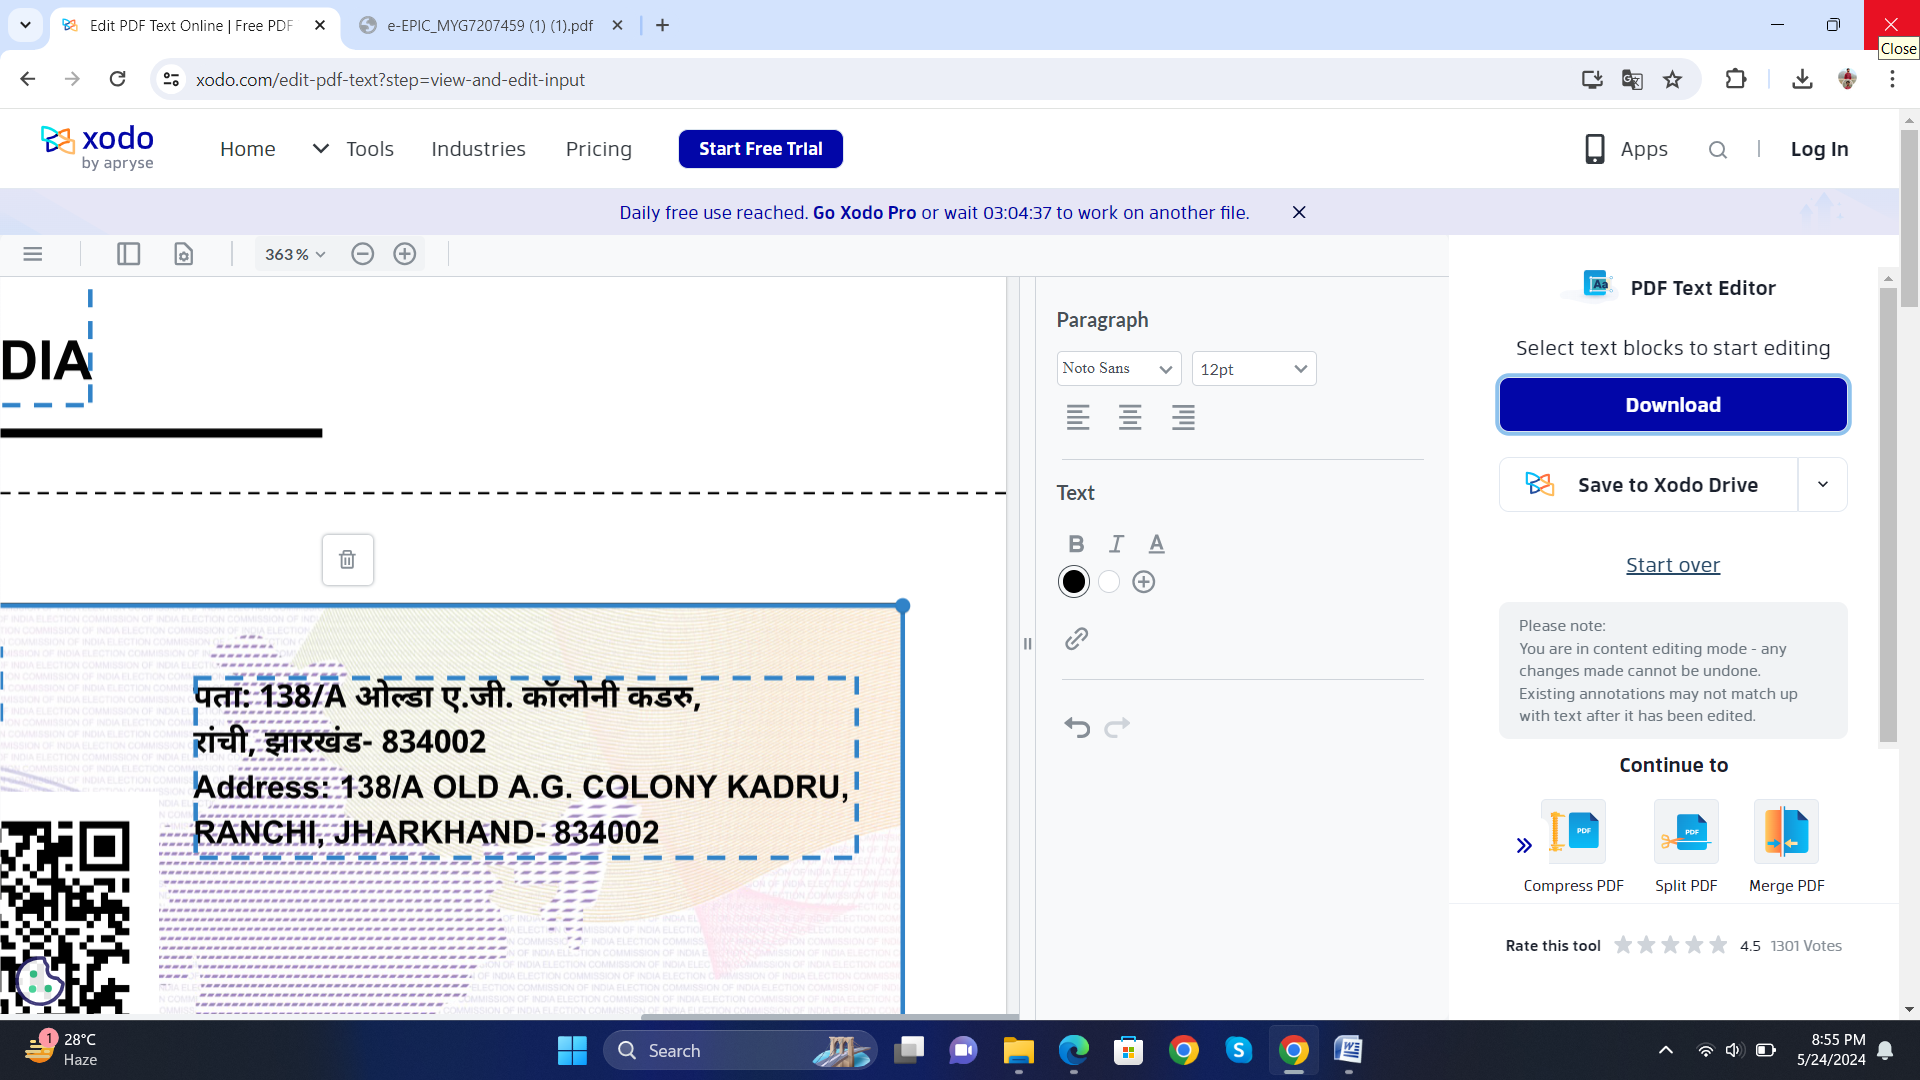 Edit PDF Text Online | Free PDF
e-EPIC_MYG7207459 (1) (1).pdf
Close
xodo.com/edit-pdf-text?step=view-and-edit-input
xodo
by apryse
Home
Tools
Industries
Pricing
Start Free Trial
Apps
Log In
Daily free use reached. Go Xodo Pro or wait 03:04:37 to work on another file.
363%
DIA
पता: 138/A ओल्डा ए.जी. कॉलोनी कडरु,
रांची, झारखंड- 834002
Address: 138/A OLD A.G. COLONY KADRU,
RANCHI, JHARKHAND- 834002
Paragraph
Noto Sans
12pt
Text
B I A
PDF Text Editor
Select text blocks to start editing
Download
Save to Xodo Drive
Start over
Please note:
You are in content editing mode - any
changes made cannot be undone.
Existing annotations may not match up
with text after it has been edited.
Continue to
PDF
PDF
Compress PDF
Split PDF
Merge PDF
Rate this tool
4.5
1301 Votes
1
28°C
Haze
Search
8:55 PM
5/24/2024